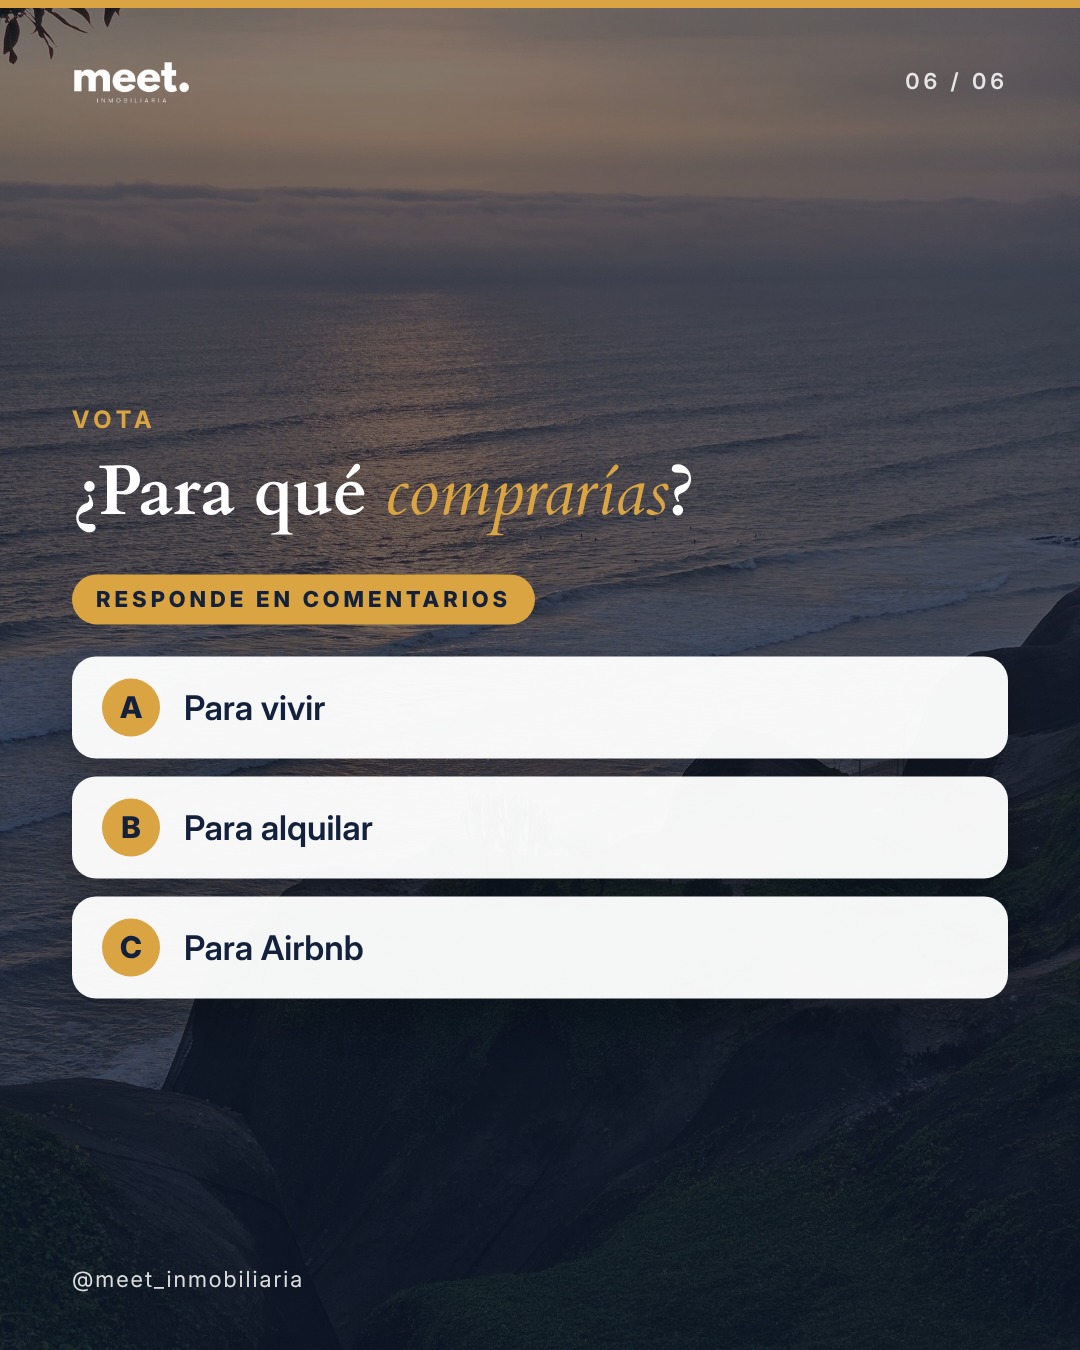 meet.
INMOBILIARIA
06 / 06
VOTA
¿Para qué comprarías?
RESPONDE EN COMENTARIOS
A Para vivir
B Para alquilar
C Para Airbnb
@meet_inmobiliaria